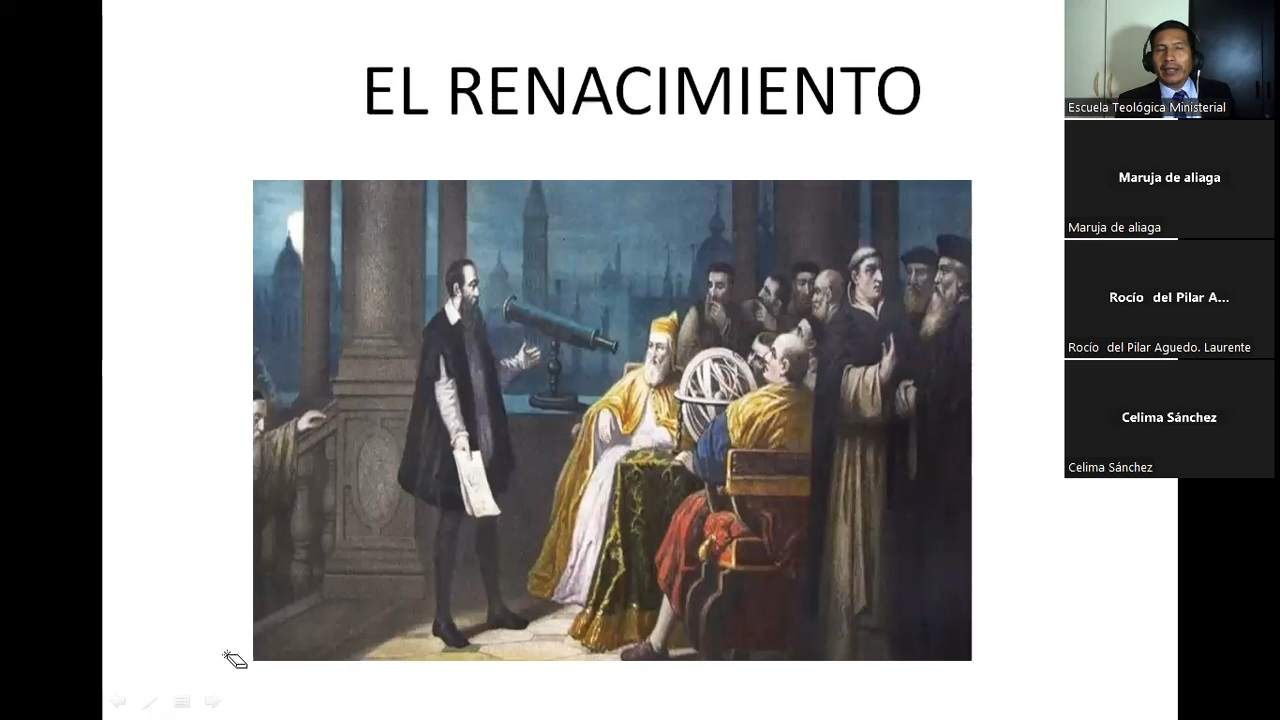 EL RENACIMIENTO
Escuela Teológica Ministerial
Maruja de aliaga
Maruja de aliaga
Rocío del Pilar A...
Rocío del Pilar Aguedo. Laurente
Celima Sánchez
Celima Sánchez